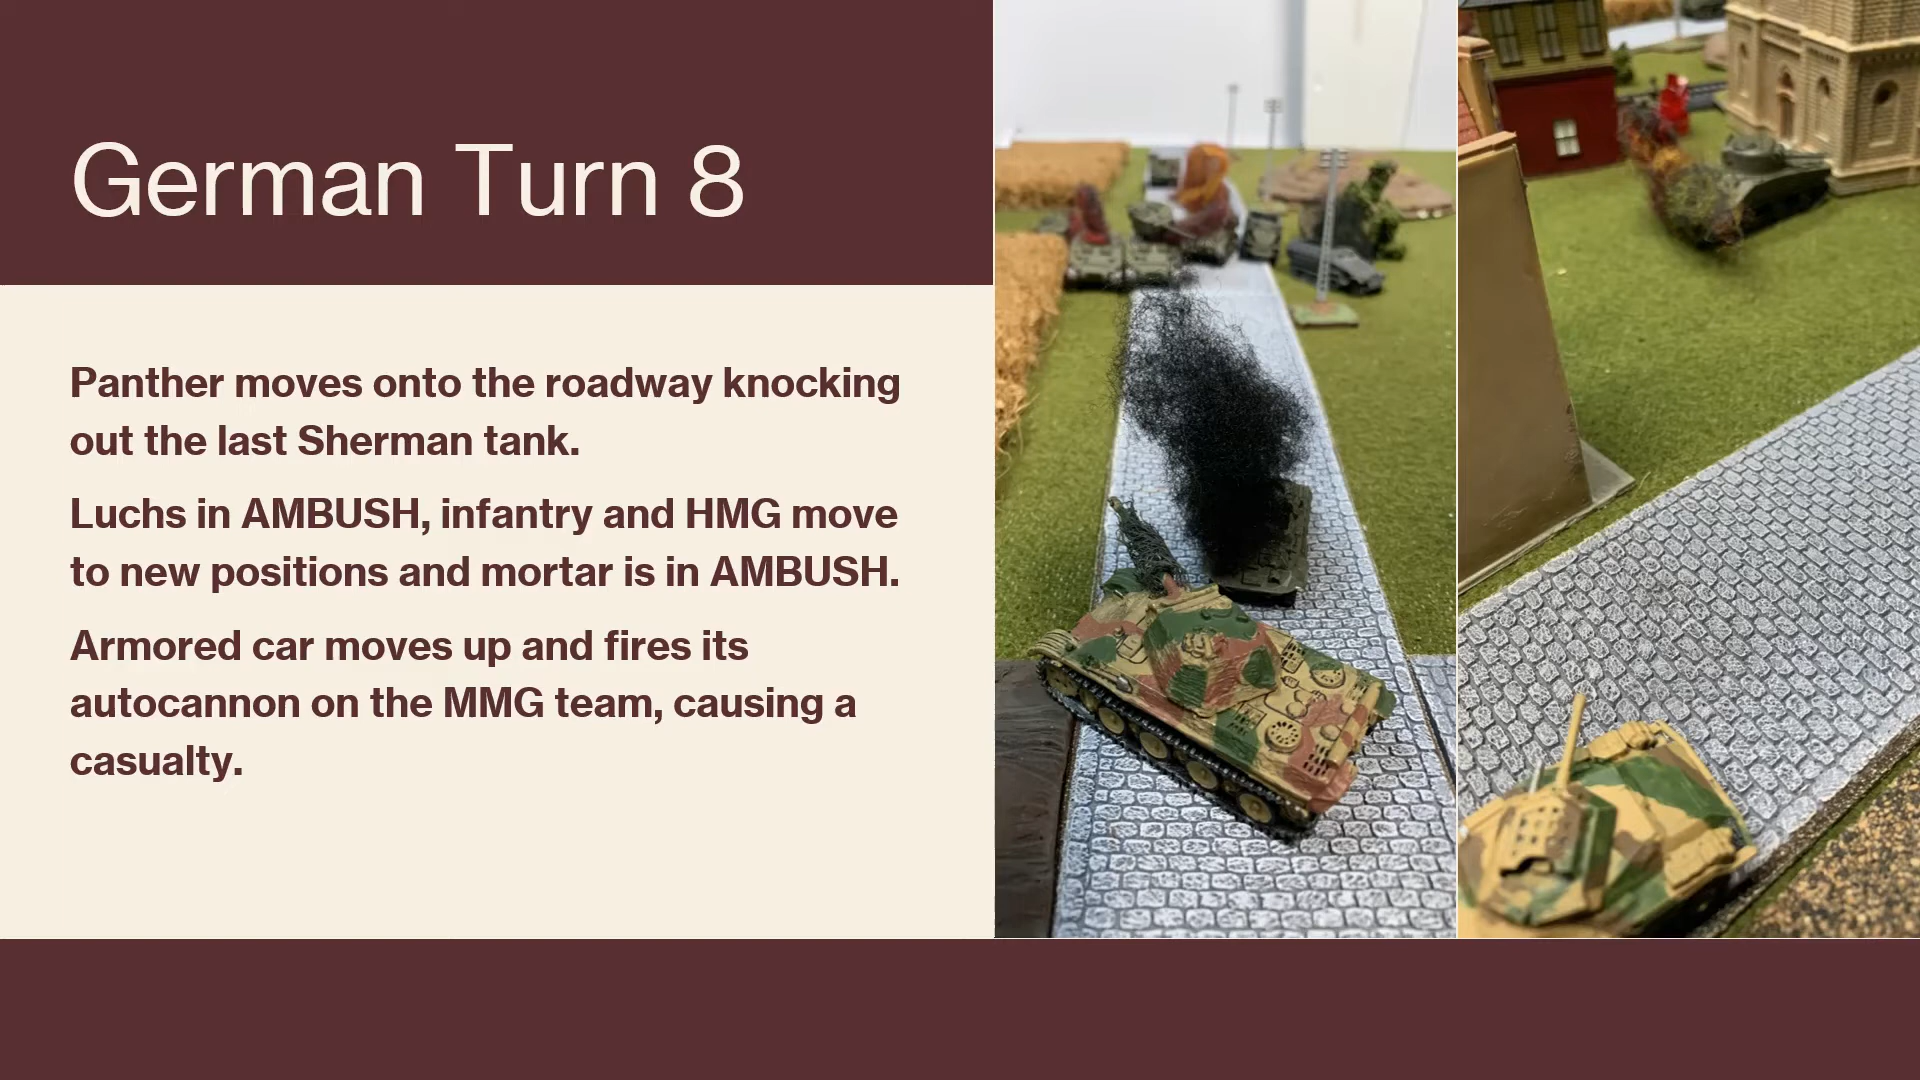 German Turn 8
Panther moves onto the roadway knocking
out the last Sherman tank.
Luchs in AMBUSH, infantry and HMG move
to new positions and mortar is in AMBUSH.
Armored car moves up and fires its
autocannon on the MMG team, causing a
casualty.